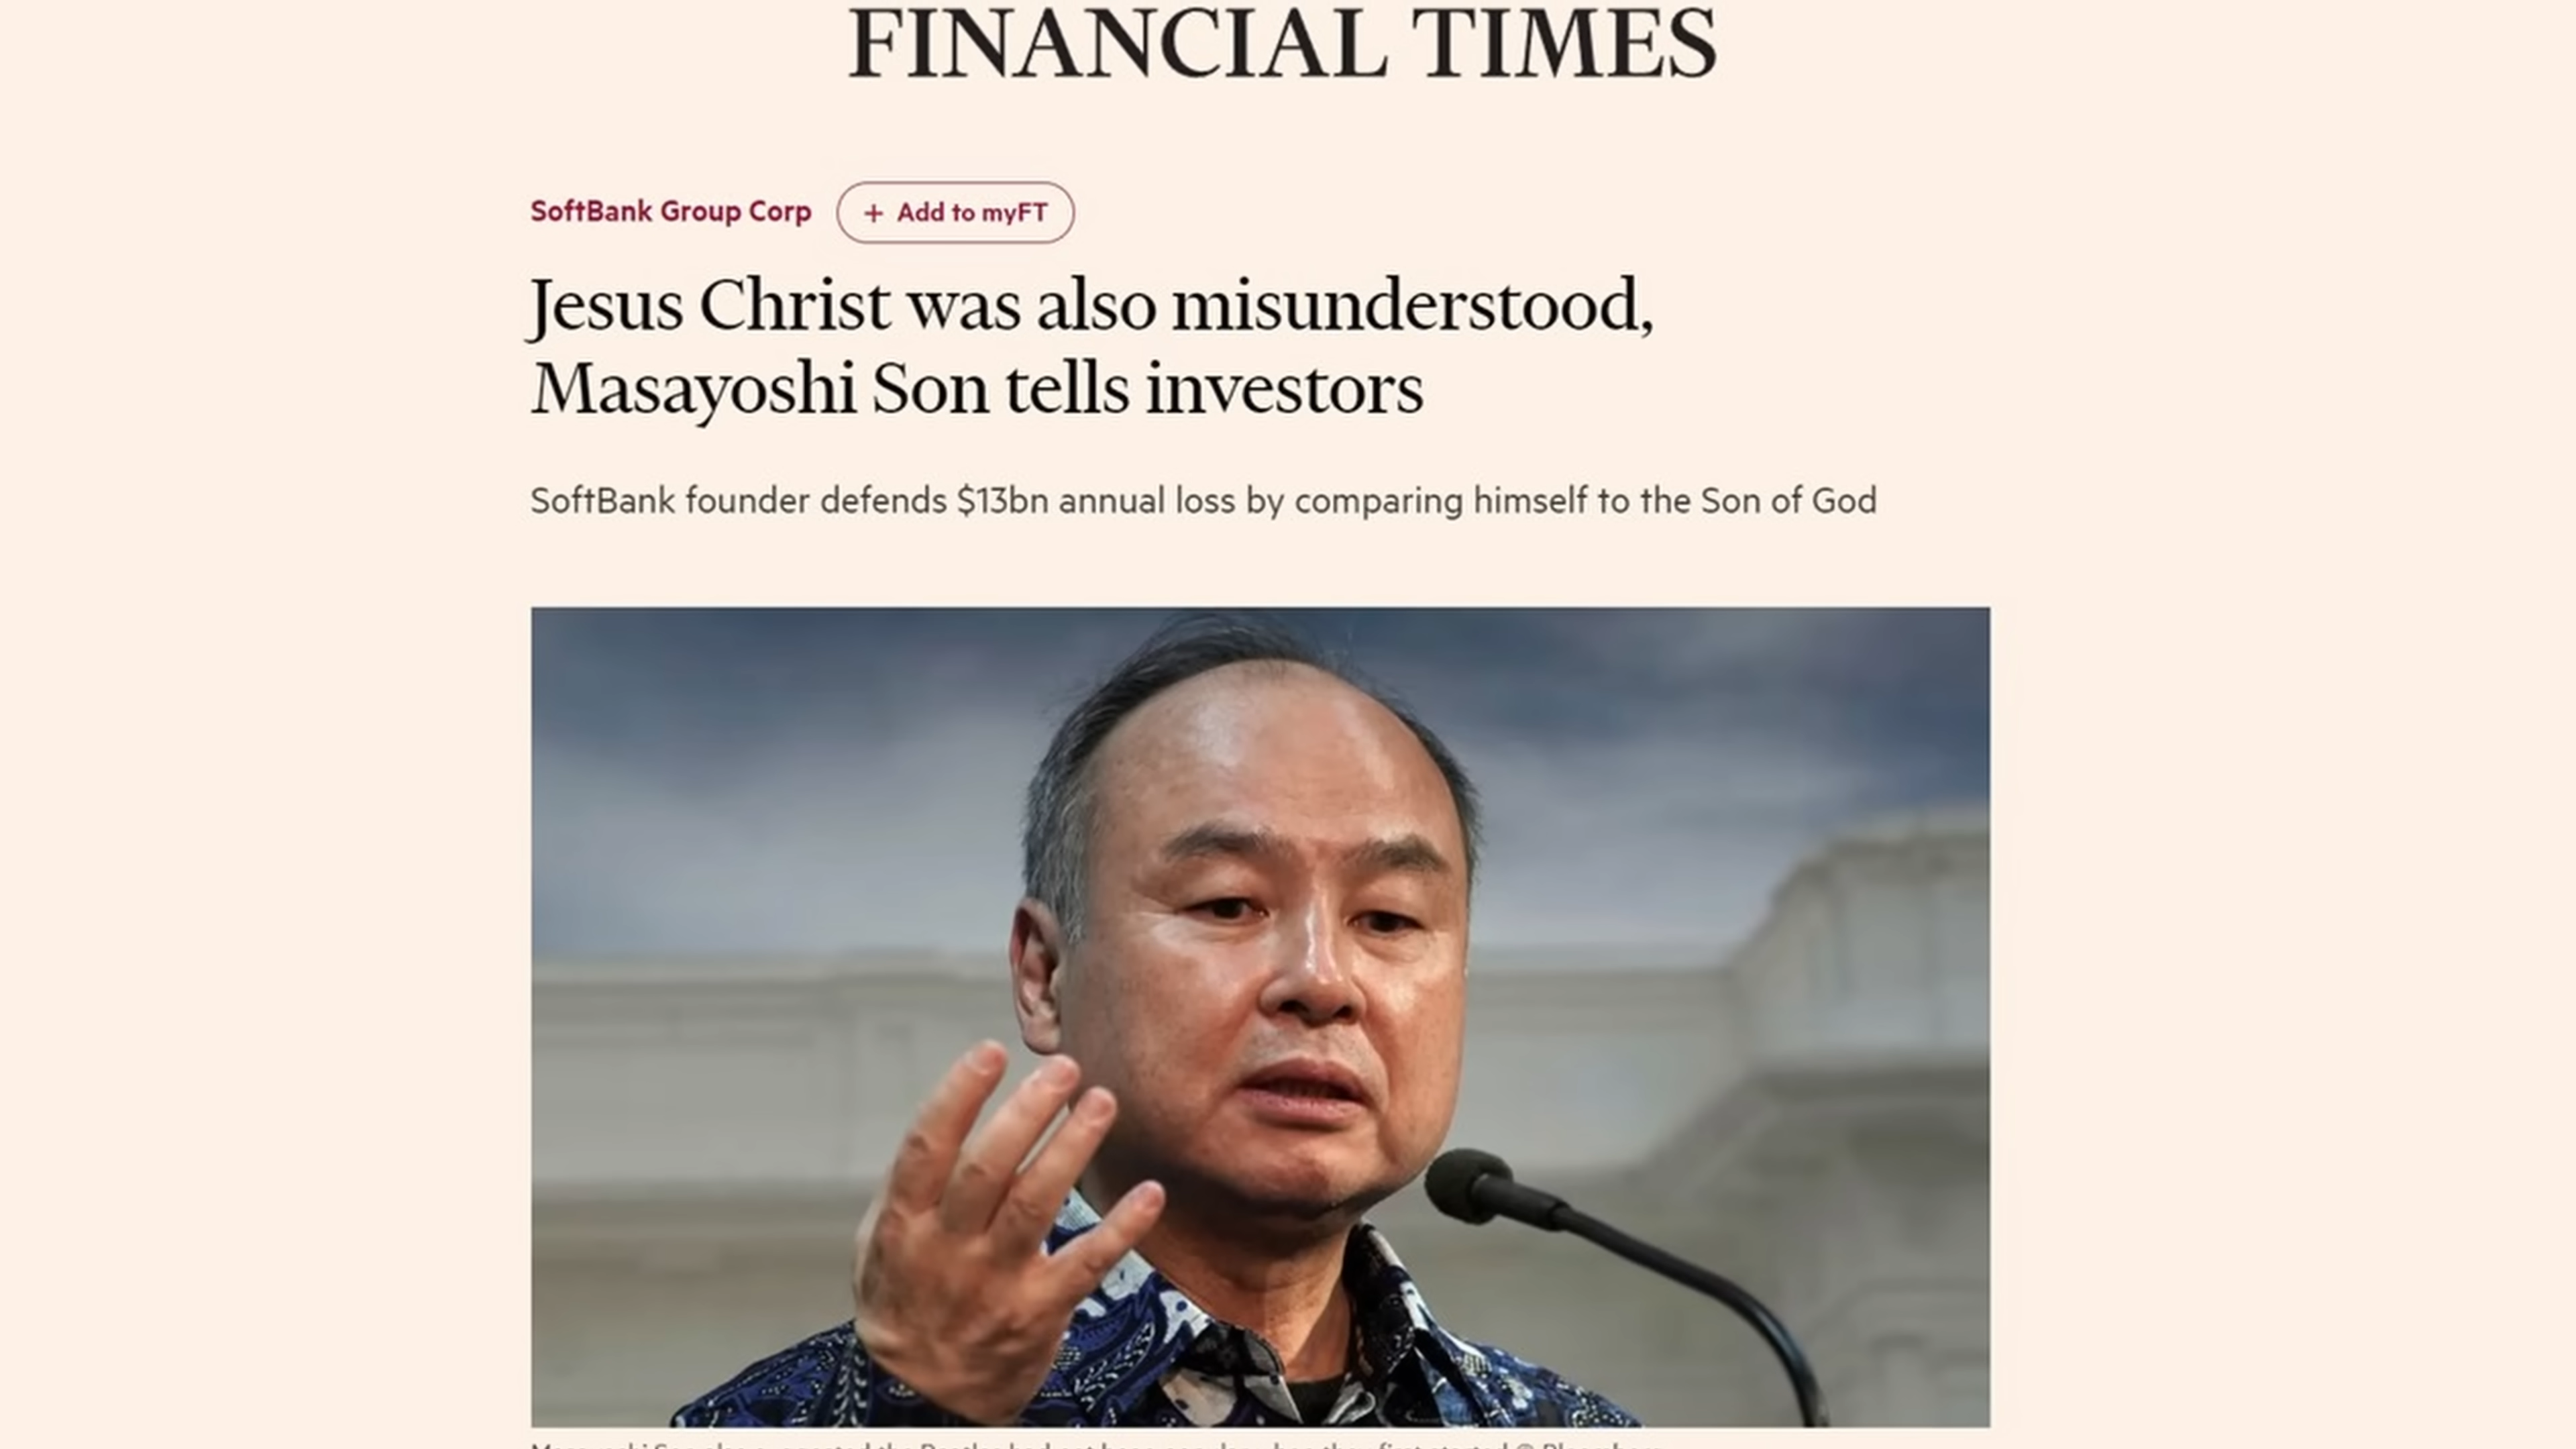 FINANCIAL TIMES
SoftBank Group Corp
+ Add to myFT
Jesus Christ was also misunderstood,
Masayoshi Son tells investors
SoftBank founder defends $13bn annual loss by comparing himself to the Son of God